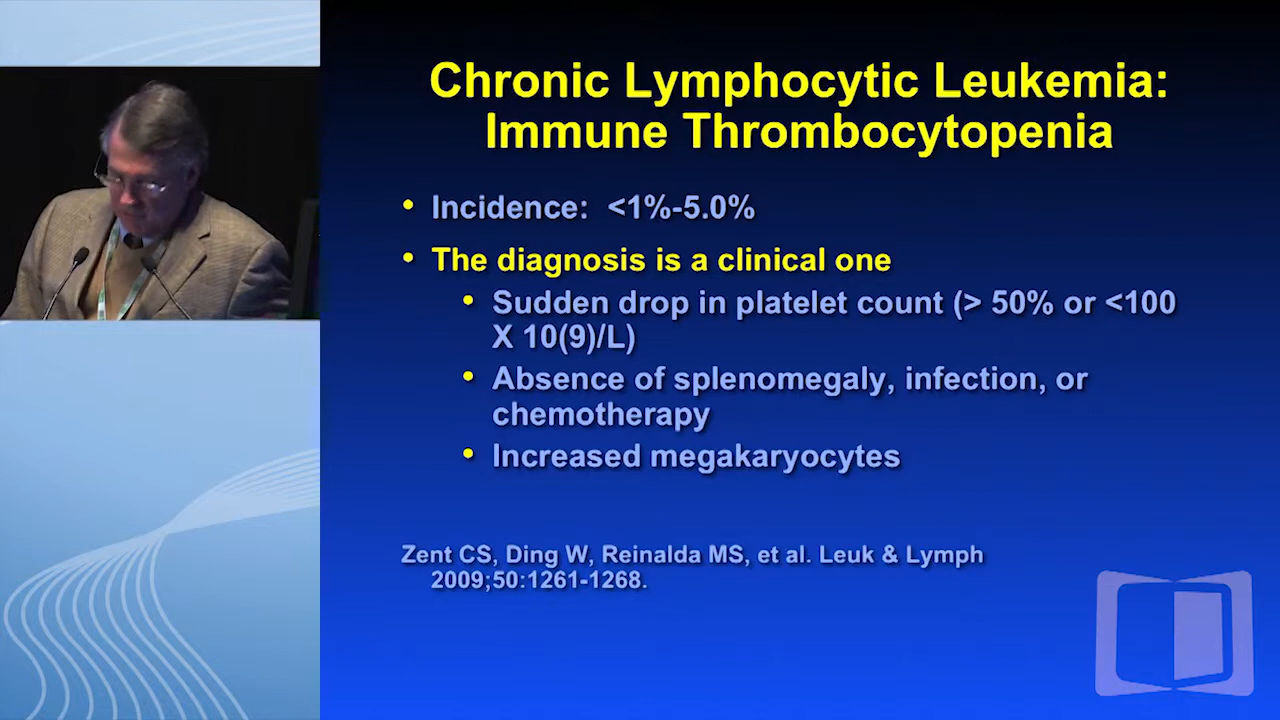 Chronic Lymphocytic Leukemia:
Immune Thrombocytopenia
• Incidence: <1%-5.0%
• The diagnosis is a clinical one
• Sudden drop in platelet count (> 50% or <100
X 10(9)/L)
• Absence of splenomegaly, infection, or
chemotherapy
• Increased megakaryocytes
Zent CS, Ding W, Reinalda MS, et al. Leuk & Lymph
2009;50:1261-1268.